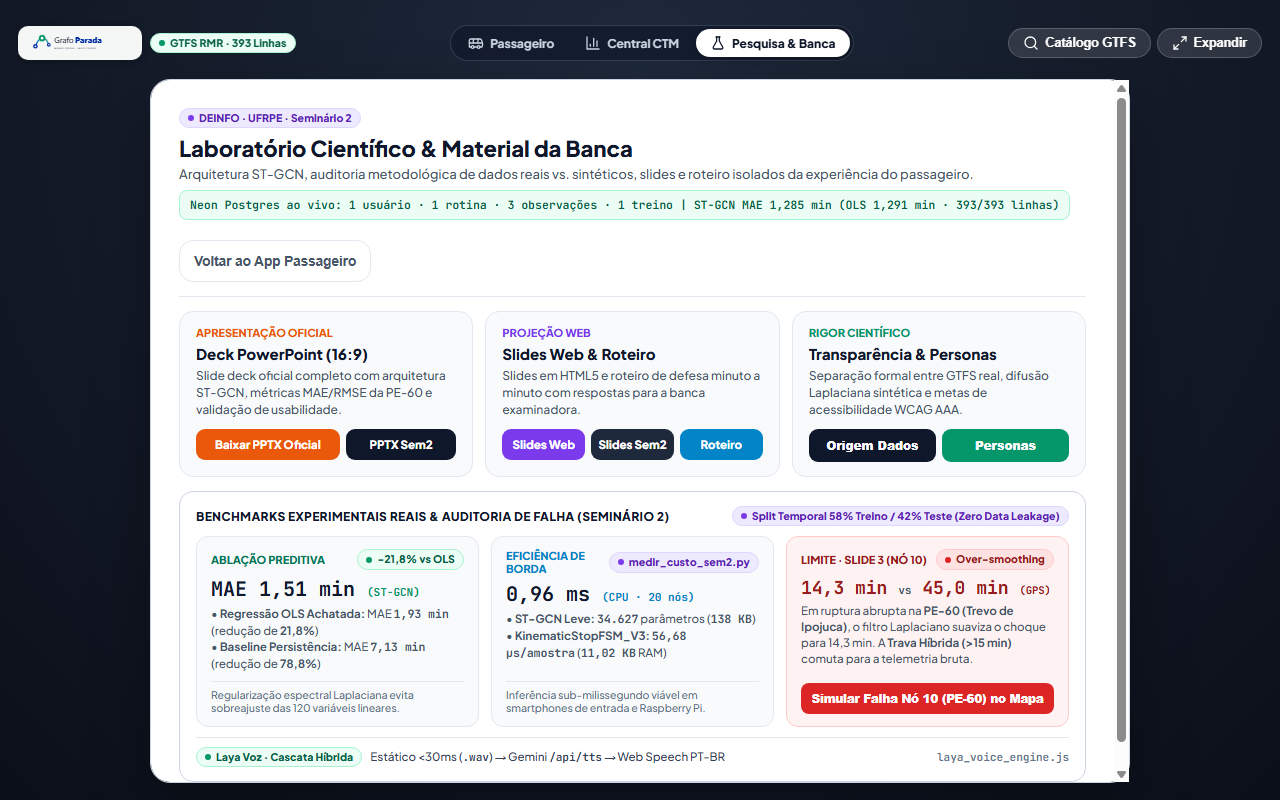 Grafo Parada
GTFS RMR · 393 Linhas
Passageiro
Central CTM
Pesquisa & Banca
Catálogo GTFS
Expandir
DEINFO · UFRPE · Seminário 2
Laboratório Científico & Material da Banca
Arquitetura ST-GCN, auditoria metodológica de dados reais vs. sintéticos, slides e roteiro isolados da experiência do passageiro.
Neon Postgres ao vivo: 1 usuário · 1 rotina · 3 observações · 1 treino | ST-GCN MAE 1,285 min (OLS 1,291 min · 393/393 linhas)
Voltar ao App Passageiro
APRESENTAÇÃO OFICIAL
Deck PowerPoint (16:9)
Slide deck oficial completo com arquitetura
ST-GCN, métricas MAE/RMSE da PE-60 e
validação de usabilidade.
Baixar PPTX Oficial
PPTX Sem2
PROJEÇÃO WEB
Slides Web & Roteiro
Slides em HTML5 e roteiro de defesa minuto a
minuto com respostas para a banca
examinadora.
Slides Web
Slides Sem2
Roteiro
RIGOR CIENTÍFICO
Transparência & Personas
Separação formal entre GTFS real, difusão
Laplaciana sintética e metas de
acessibilidade WCAG AAA.
Origem Dados
Personas
BENCHMARKS EXPERIMENTAIS REAIS & AUDITORIA DE FALHA (SEMINÁRIO 2)
Split Temporal 58% Treino / 42% Teste (Zero Data Leakage)
ABLAÇÃO PREDITIVA
-21,8% vs OLS
MAE 1,51 min (ST-GCN)
• Regressão OLS Achatada: MAE 1,93 min
(redução de 21,8%)
• Baseline Persistência: MAE 7,13 min
(redução de 78,8%)
Regularização espectral Laplaciana evita
sobreajuste das 120 variáveis lineares.
EFICIÊNCIA DE
BORDA
medir_custo_sem2.py
0,96 ms (CPU · 20 nós)
• ST-GCN Leve: 34.627 parâmetros (138 KB)
• KinematicStopFSM_V3: 56,68
µs/amostra (11,02 KB RAM)
Inferência sub-milissegundo viável em
smartphones de entrada e Raspberry Pi.
LIMITE · SLIDE 3 (NÓ 10)
Over-smoothing
14,3 min vs 45,0 min (GPS)
Em ruptura abrupta na PE-60 (Trevo de
Ipojuca), o filtro Laplaciano suaviza o choque
para 14,3 min. A Trava Híbrida (>15 min)
comuta para a telemetria bruta.
Simular Falha Nó 10 (PE-60) no Mapa
Laya Voz · Cascata Híbrida
Estático <30ms (.wav) → Gemini /api/tts → Web Speech PT-BR
laya_voice_engine.js